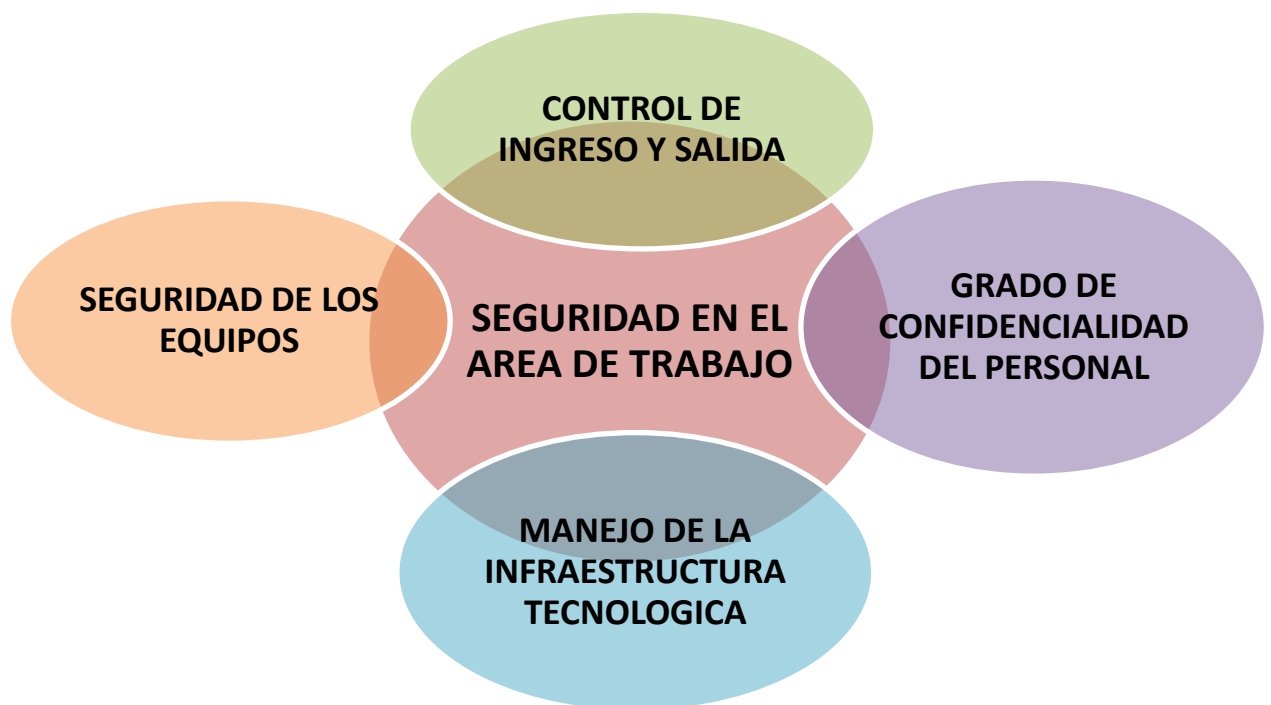 CONTROL DE
INGRESO Y SALIDA
SEGURIDAD DE LOS
EQUIPOS
SEGURIDAD EN EL
AREA DE TRABAJO
GRADO DE
CONFIDENCIALIDAD
DEL PERSONAL
MANEJO DE LA
INFRAESTRUCTURA
TECNOLOGICA